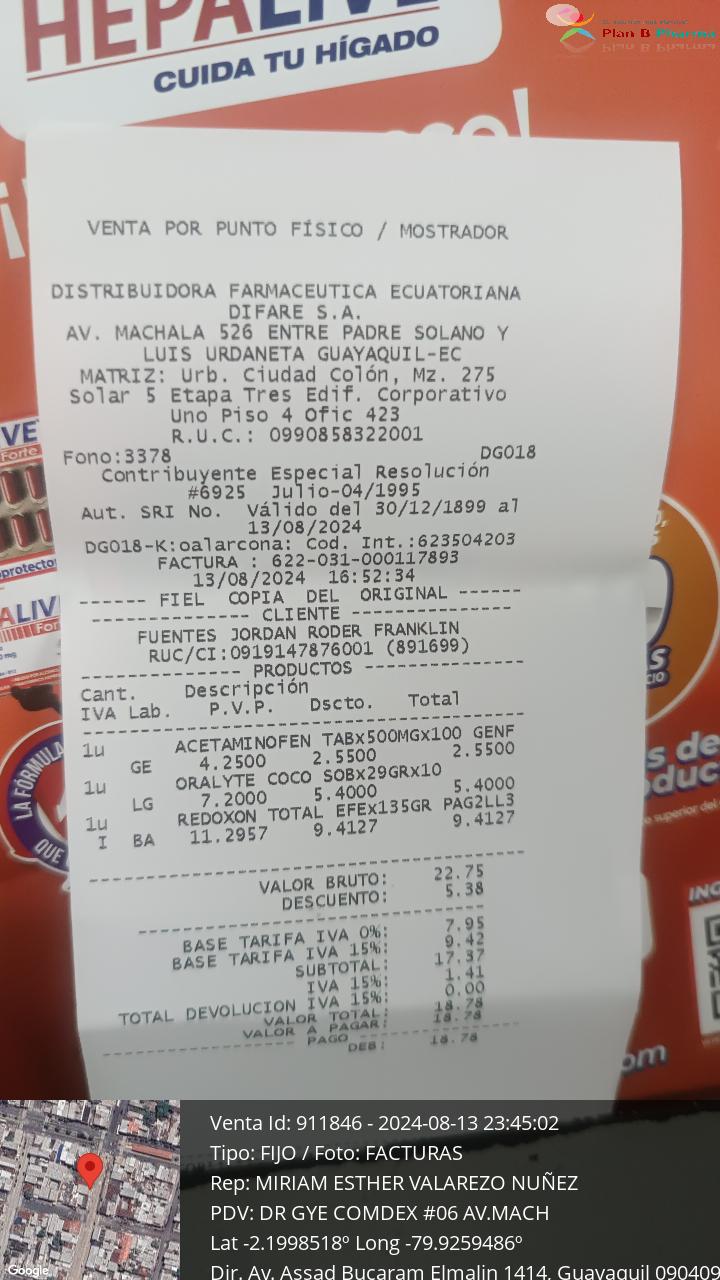 HEPALIVE
CUIDA TU HÍGADO
Plan B Pharma
VENTA POR PUNTO FÍSICO / MOSTRADOR
DISTRIBUIDORA FARMACEUTICA ECUATORIANA
DIFARE S.A.
AV. MACHALA 526 ENTRE PADRE SOLANO Y
LUIS URDANETA GUAYAQUIL-EC
MATRIZ: Urb. Ciudad Colón, Mz. 275
Solar 5 Etapa Tres Edif. Corporativo
Uno Piso 4 Ofic 423
R.U.C.: 0990858322001
Fono:3378 DG018
Contribuyente Especial Resolución
#6925 Julio-04/1995
Aut. SRI No. Válido del 30/12/1899 al
13/08/2024
DG018-K:oalarcona: Cod. Int.:623504203
FACTURA : 622-031-000117893
13/08/2024 16:52:34
------ FIEL COPIA DEL ORIGINAL ------
-------------- CLIENTE --------------
FUENTES JORDAN RODER FRANKLIN
RUC/CI:0919147876001 (891699)
-------------- PRODUCTOS --------------
Cant. Descripción
IVA Lab. P.V.P. Dscto. Total
1u ACETAMINOFEN TABx500MGx100 GENF
GE 4.2500 2.5500 2.5500
1u ORALYTE COCO SOBx29GRx10
LG 7.2000 5.4000 5.4000
1u REDOXON TOTAL EFEx135GR PAG2LL3
I BA 11.2957 9.4127 9.4127
VALOR BRUTO: 22.75
DESCUENTO: 5.38
BASE TARIFA IVA 0%: 7.95
BASE TARIFA IVA 15%: 9.42
SUBTOTAL: 17.37
IVA 15%: 1.41
TOTAL DEVOLUCION IVA 15%: 0.00
VALOR TOTAL: 18.78
VALOR A PAGAR: 18.78
PAGO
DEB: 18.78
LA FÓRMULA
QUE
Venta Id: 911846 - 2024-08-13 23:45:02
Tipo: FIJO / Foto: FACTURAS
Rep: MIRIAM ESTHER VALAREZO NUÑEZ
PDV: DR GYE COMDEX #06 AV.MACH
Lat -2.1998518º Long -79.9259486º
Dir. Av. Assad Bucaram Elmalin 1414, Guayaquil 090409
Google